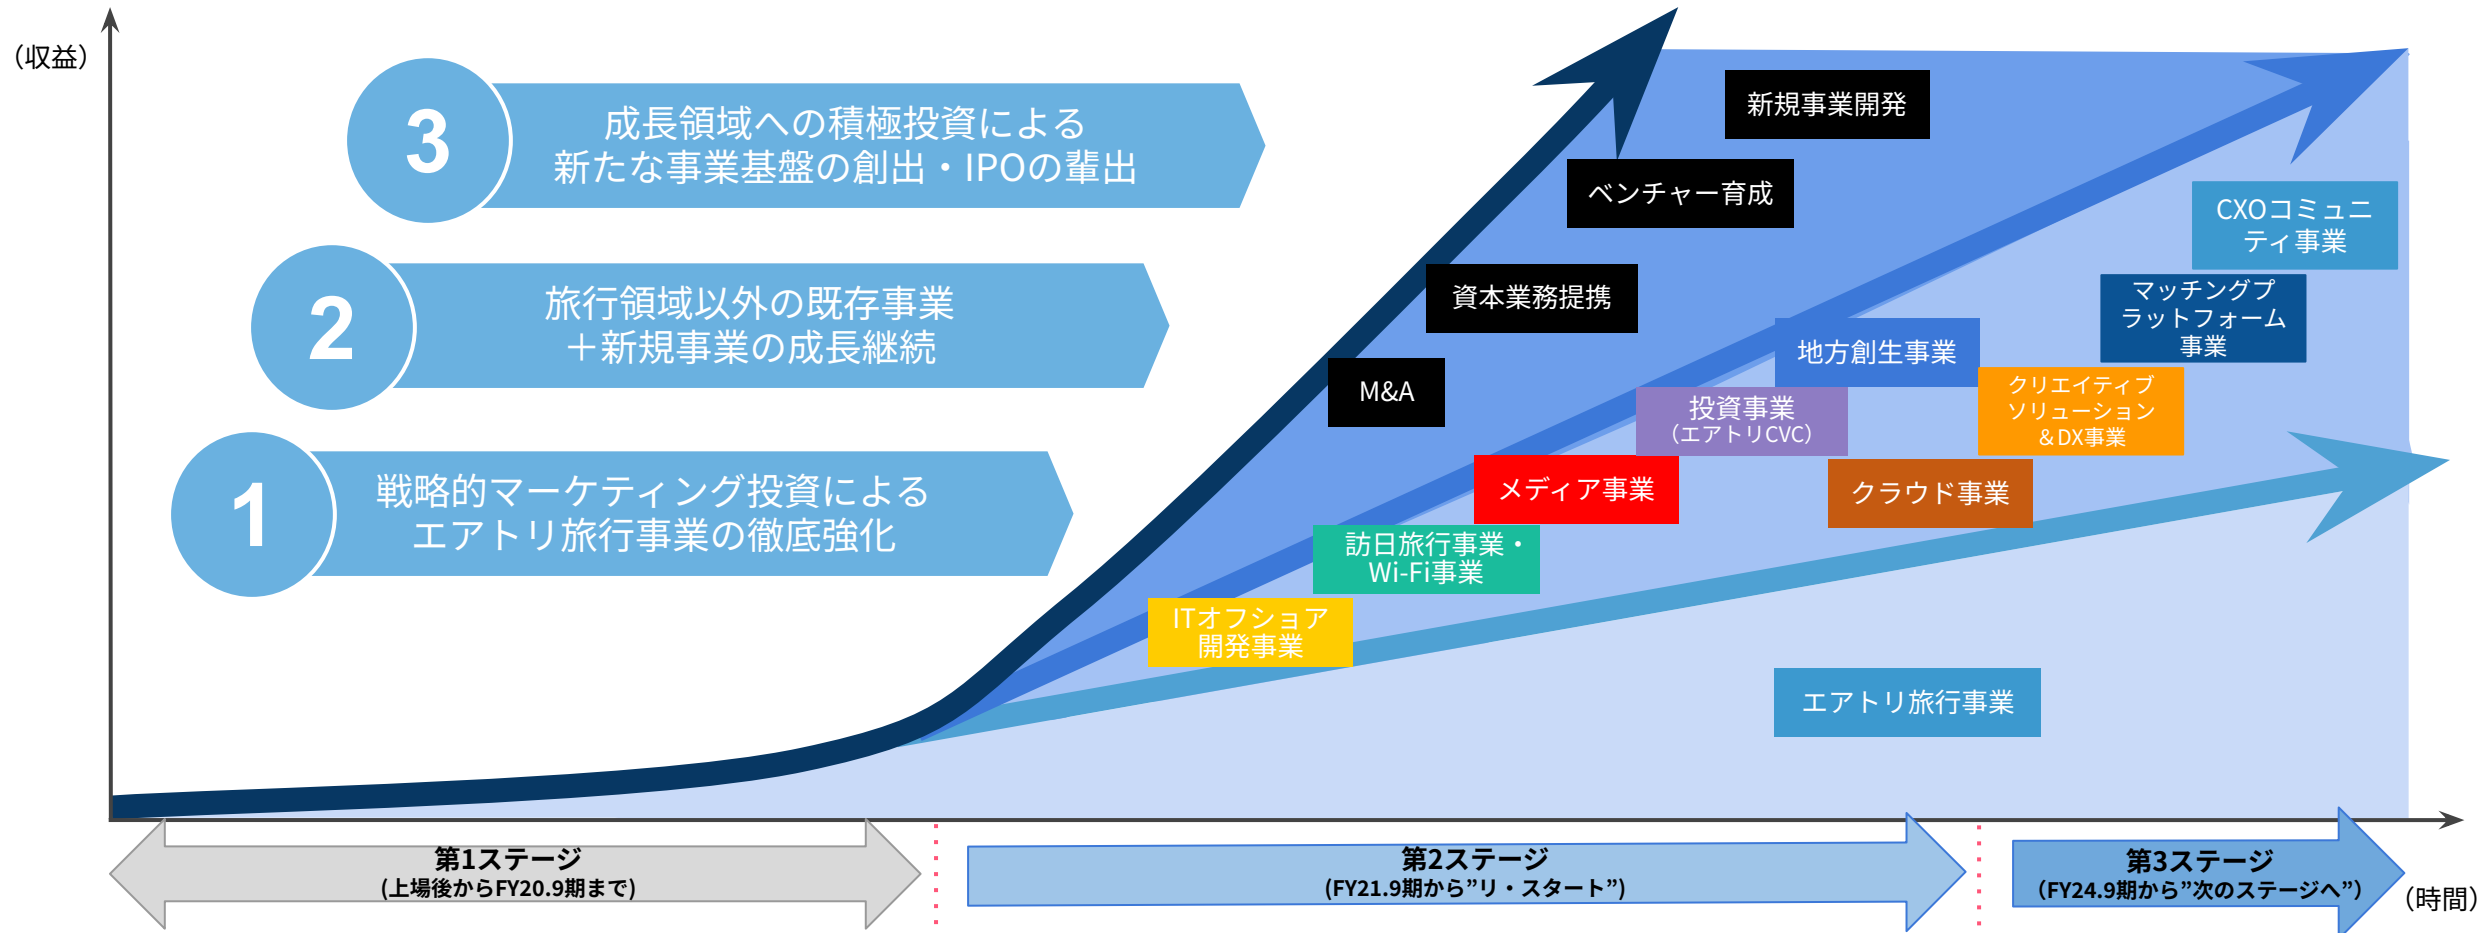 （収益）
3
成長領域への積極投資による
新たな事業基盤の創出・IPOの輩出
2
旅行領域以外の既存事業
＋新規事業の成長継続
1
戦略的マーケティング投資による
エアトリ旅行事業の徹底強化
新規事業開発
ベンチャー育成
資本業務提携
M&A
CXOコミュニ
ティ事業
マッチングプ
ラットフォーム
事業
地方創生事業
クリエイティブ
ソリューション
＆DX事業
投資事業
（エアトリCVC）
メディア事業
クラウド事業
訪日旅行事業・
Wi-Fi事業
ITオフショア
開発事業
エアトリ旅行事業
第1ステージ
(上場後からFY20.9期まで)
第2ステージ
(FY21.9期から”リ・スタート”)
第3ステージ
（FY24.9期から”次のステージへ”）
（時間）